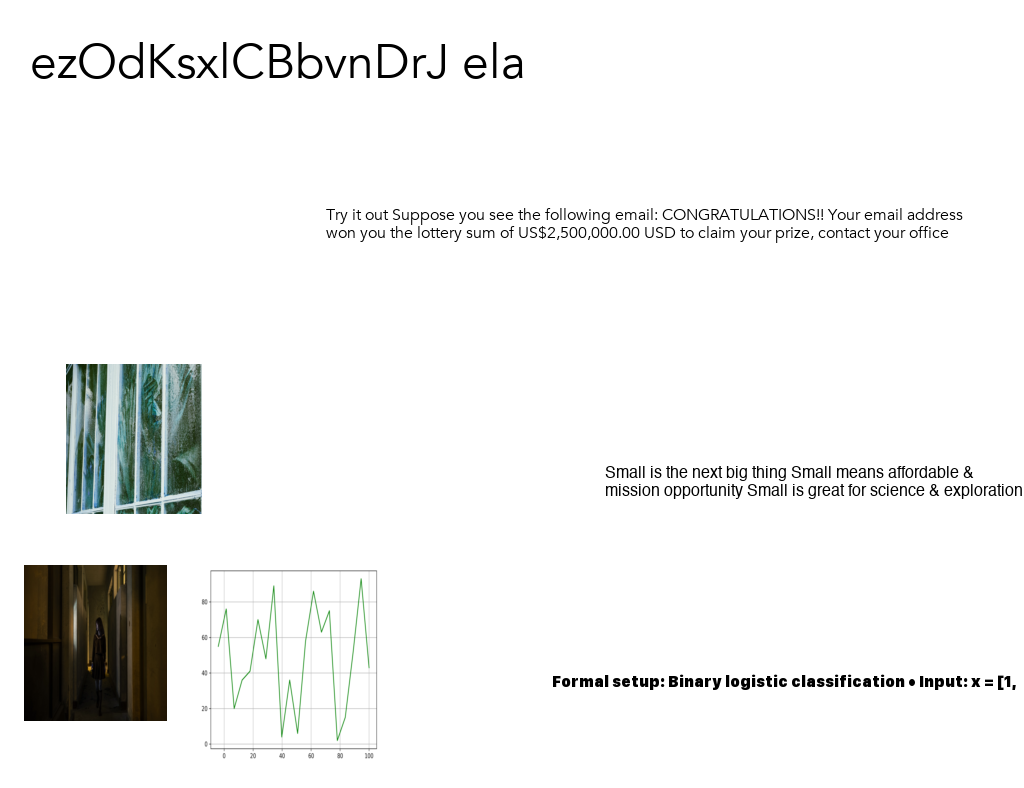 ezOdKsxlCBbvnDrJ ela
Try it out Suppose you see the following email: CONGRATULATIONS!! Your email address
won you the lottery sum of US$2,500,000.00 USD to claim your prize, contact your office
Small is the next big thing Small means affordable &
mission opportunity Small is great for science & exploration
80
60
40
20
0
0 20 40 60 80 100
Formal setup: Binary logistic classification • Input: x = [1,